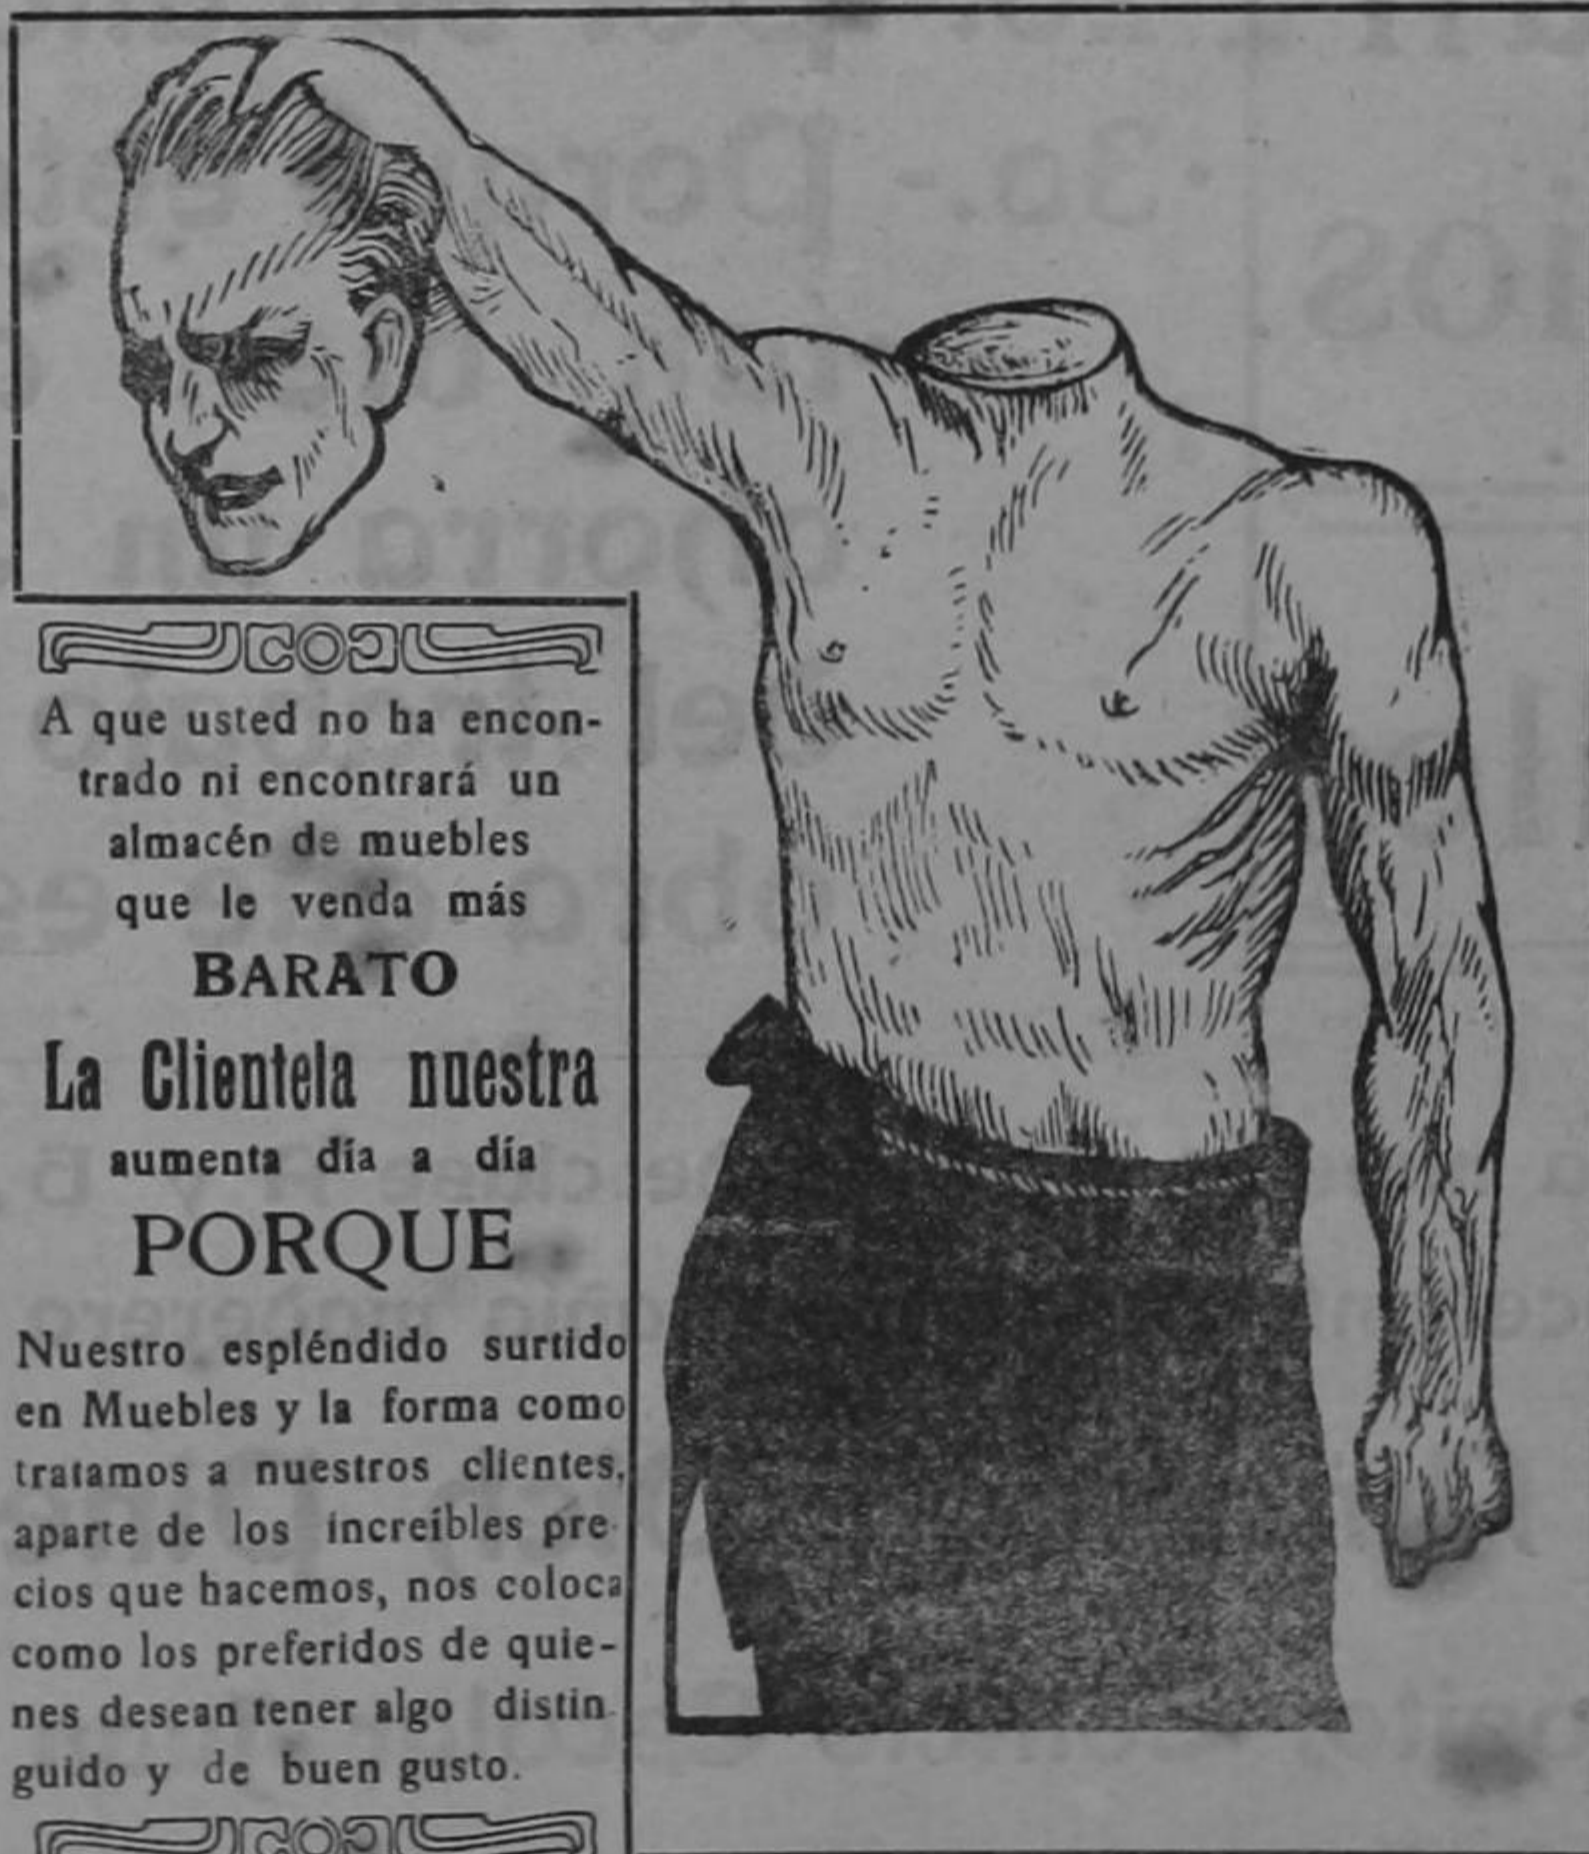 A que usted no ha encon-
trado ni encontrará un
almacén de muebles
que le venda más
BARATO
La Clientela nuestra
aumenta día a día
PORQUE
Nuestro espléndido surtido
en Muebles y la forma como
tratamos a nuestros clientes,
aparte de los increíbles pre-
cios que hacemos, nos coloca
como los preferidos de quie-
nes desean tener algo distin-
guido y de buen gusto.